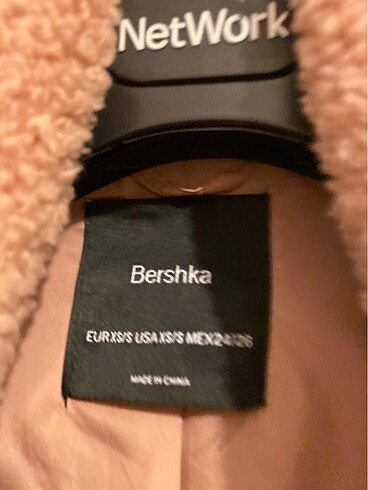 NetWork
Bershka
EUR XS/S USA XS/S MEX 24/26
MADE IN CHINA